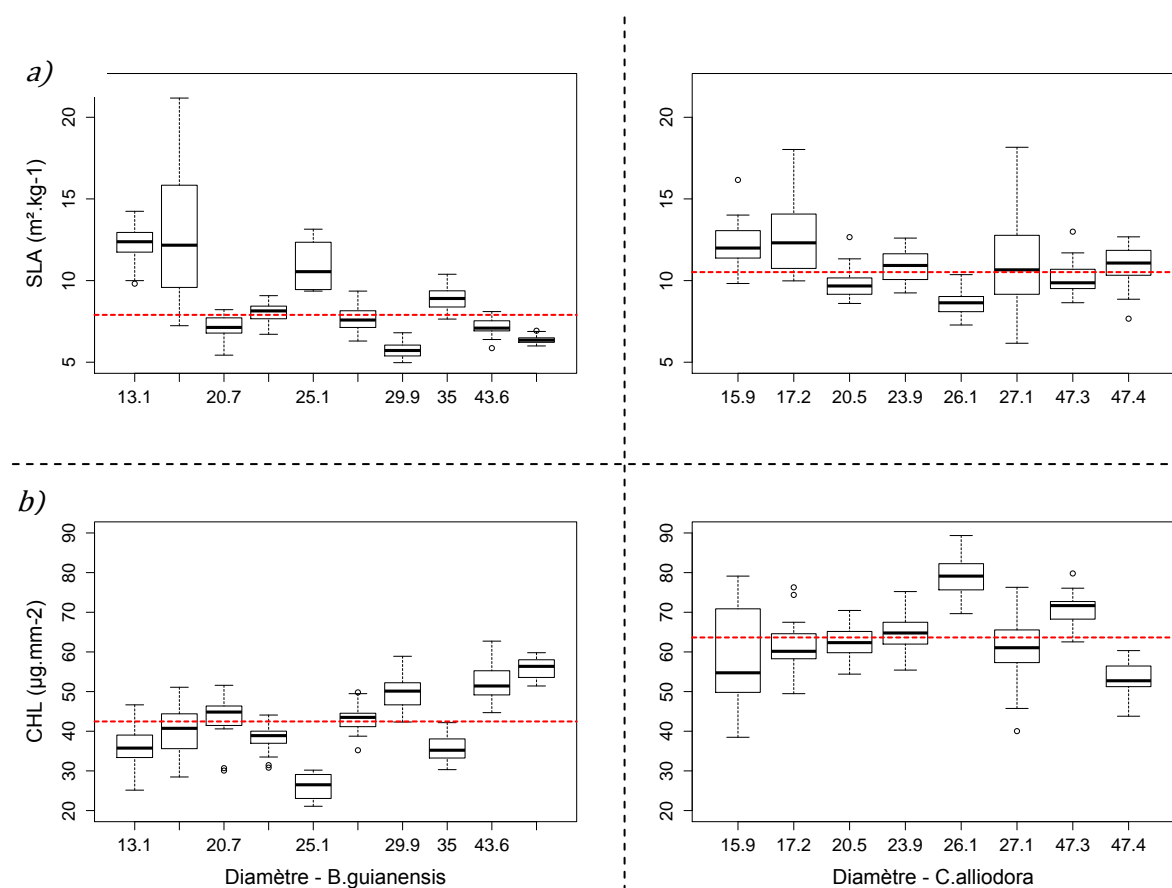 a)
SLA (m².kg-1)
20
15
10
5
13.1 20.7 25.1 29.9 35 43.6
20
15
10
5
15.9 17.2 20.5 23.9 26.1 27.1 47.3 47.4
b)
CHL (µg.mm-2)
90
80
70
60
50
40
30
20
13.1 20.7 25.1 29.9 35 43.6
Diamètre - B.guianensis
90
80
70
60
50
40
30
20
15.9 17.2 20.5 23.9 26.1 27.1 47.3 47.4
Diamètre - C.alliodora